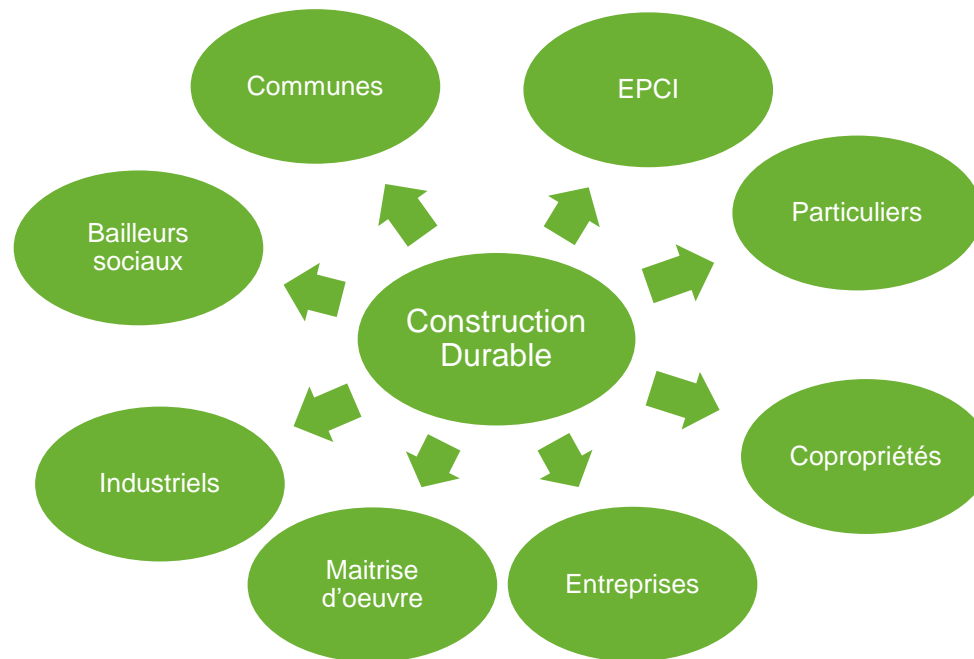 Communes
EPCI
Particuliers
Bailleurs
sociaux
Construction
Durable
Copropriétés
Industriels
Maitrise
d'oeuvre
Entreprises